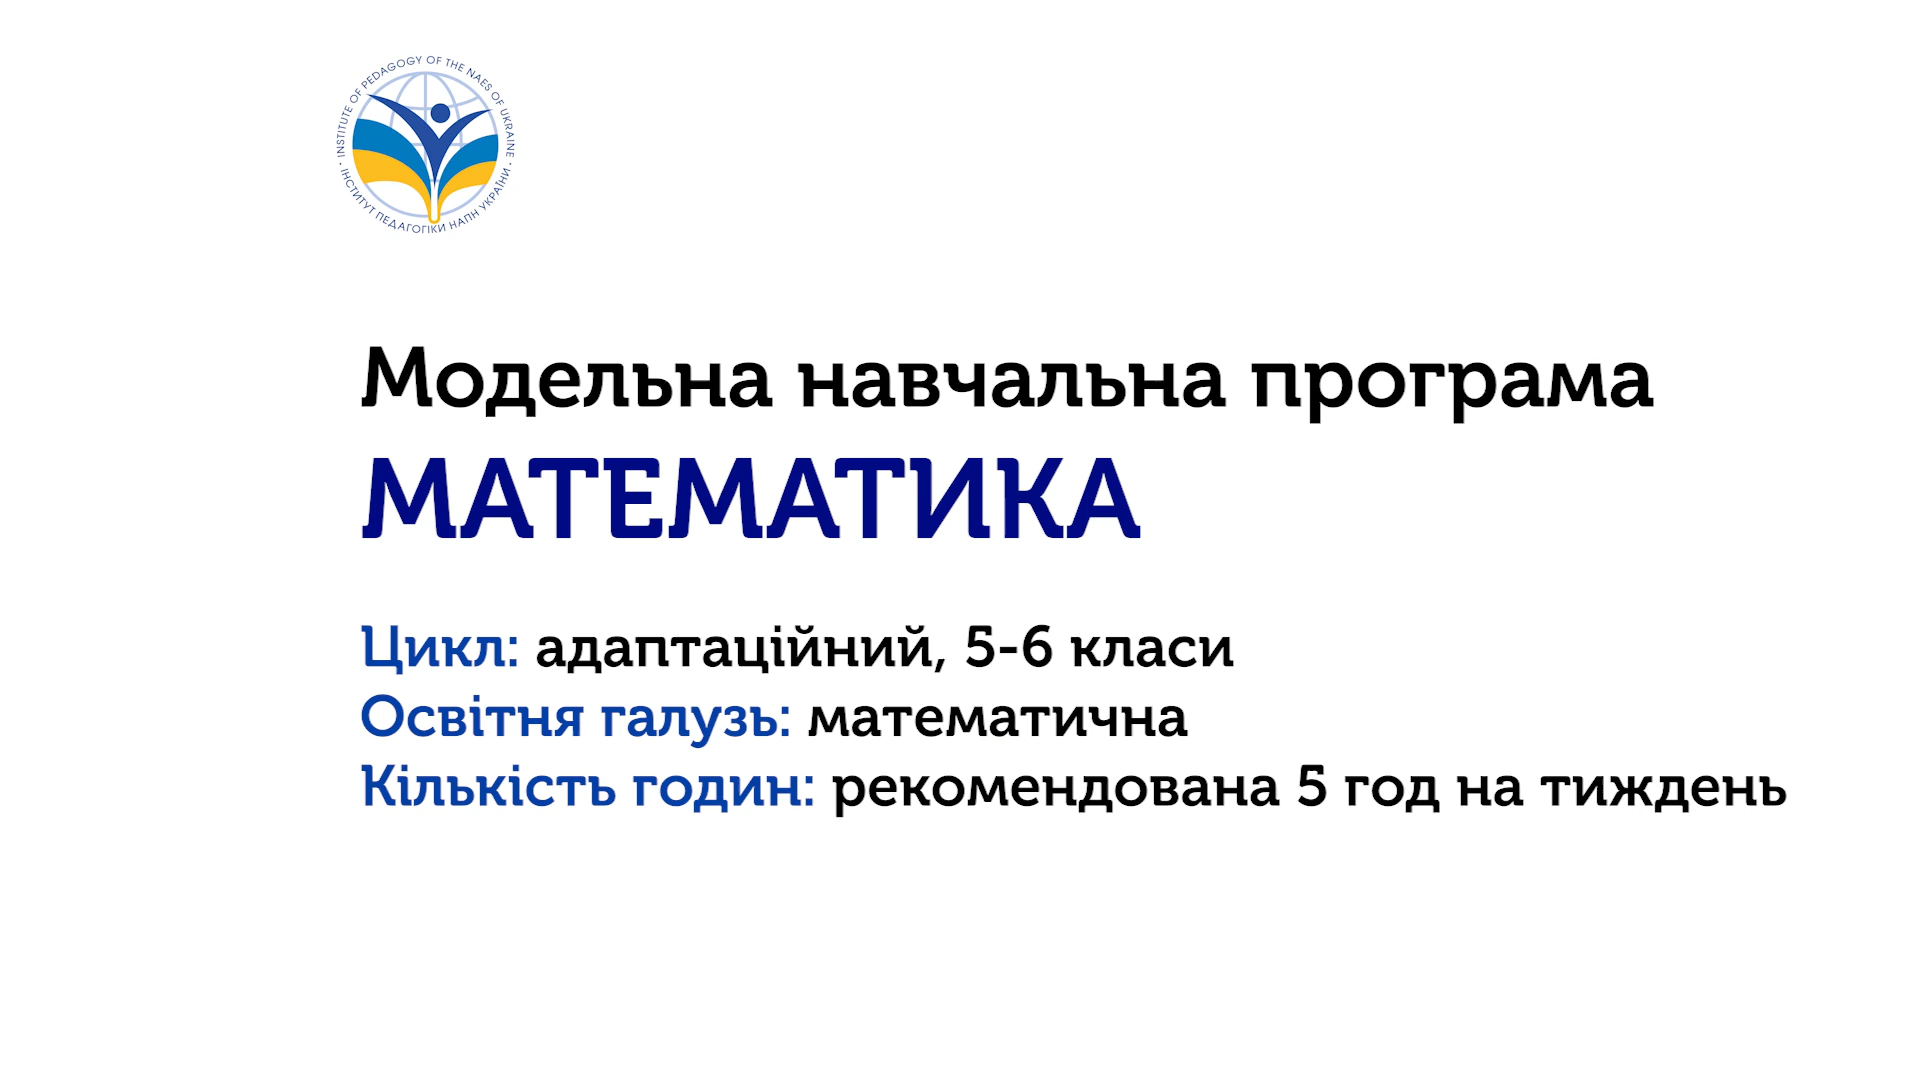 INSTITUTE OF PEDAGOGY OF THE NAES OF UKRAINE
ІНСТИТУТ ПЕДАГОГІКИ НАПН УКРАЇНИ
Модельна навчальна програма
МАТЕМАТИКА
Цикл: адаптаційний, 5-6 класи
Освітня галузь: математична
Кількість годин: рекомендована 5 год на тиждень